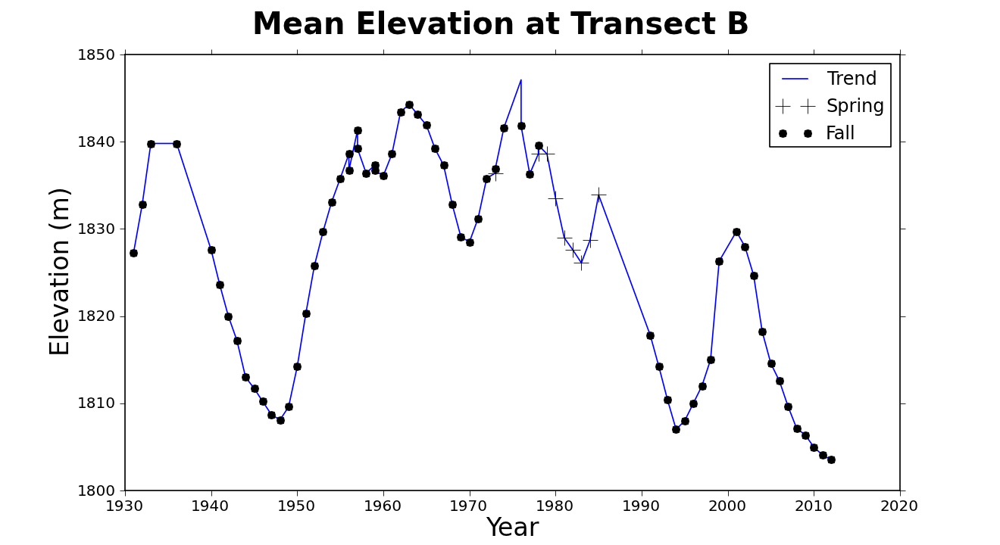 Mean Elevation at Transect B
Trend
Spring
Fall
Elevation (m)
1850
1840
1830
1820
1810
1800
1930 1940 1950 1960 1970 1980 1990 2000 2010 2020
Year